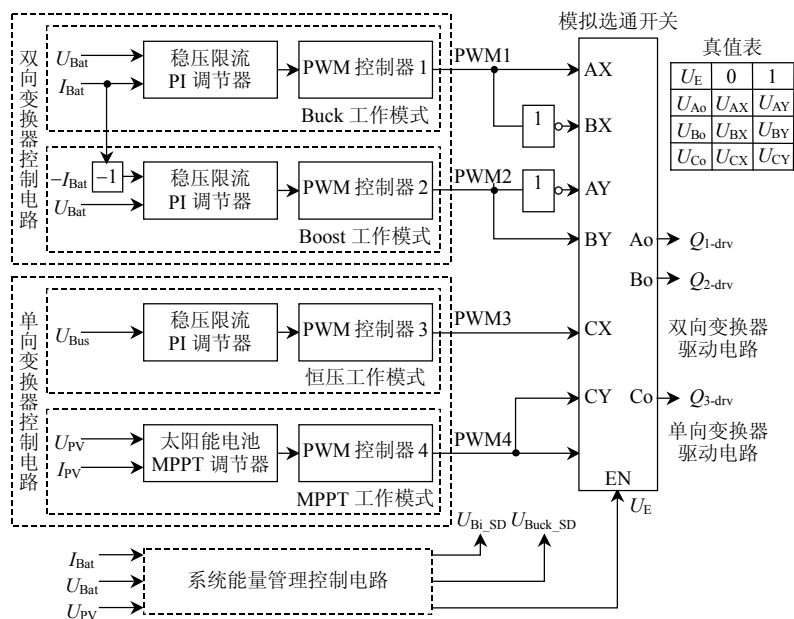 模拟选通开关
真值表
U_E 0 1
U_Ao U_AX U_AY
U_Bo U_BX U_BY
U_Co U_CX U_CY
双向变换器控制电路
U_Bat
I_Bat
稳压限流
PI 调节器
PWM 控制器 1
Buck 工作模式
PWM1
AX
1
BX
−I_Bat
−1
U_Bat
稳压限流
PI 调节器
PWM 控制器 2
Boost 工作模式
PWM2
1
AY
BY
Ao
Q_1-drv
Bo
Q_2-drv
双向变换器
驱动电路
单向变换器控制电路
U_Bus
稳压限流
PI 调节器
PWM 控制器 3
恒压工作模式
PWM3
CX
U_PV
I_PV
太阳能电池
MPPT 调节器
PWM 控制器 4
MPPT 工作模式
PWM4
CY
Co
Q_3-drv
单向变换器
驱动电路
EN
U_E
U_Bi_SD
U_Buck_SD
I_Bat
U_Bat
U_PV
系统能量管理控制电路